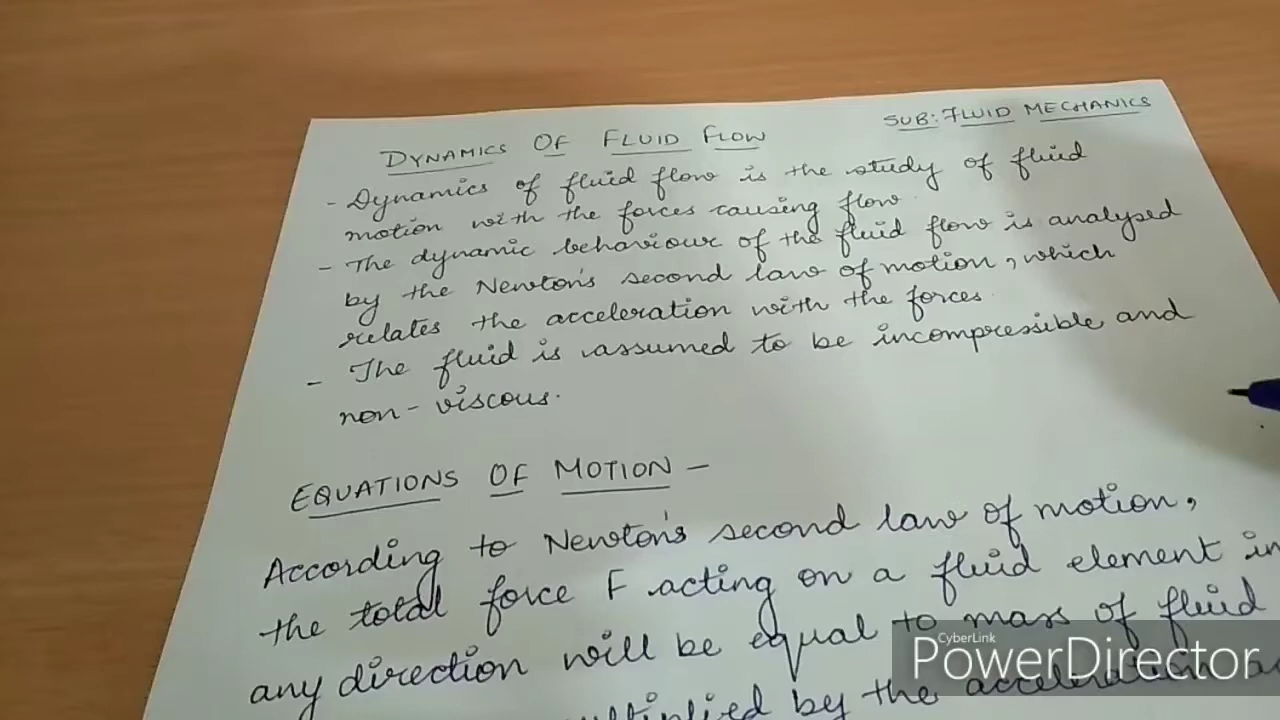 DYNAMICS OF FLUID FLOW
SUB: FLUID MECHANICS
- Dynamics of fluid flow is the study of fluid
motion with the forces causing flow.
- The dynamic behaviour of the fluid flow is analysed
by the Newton's second law of motion, which
relates the acceleration with the forces.
- The fluid is assumed to be incompressible and
non-viscous.
EQUATIONS OF MOTION -
According to Newton's second law of motion,
the total force F acting on a fluid element in
any direction will be equal to mass of fluid
multiplied by the acceleration
CyberLink
PowerDirector